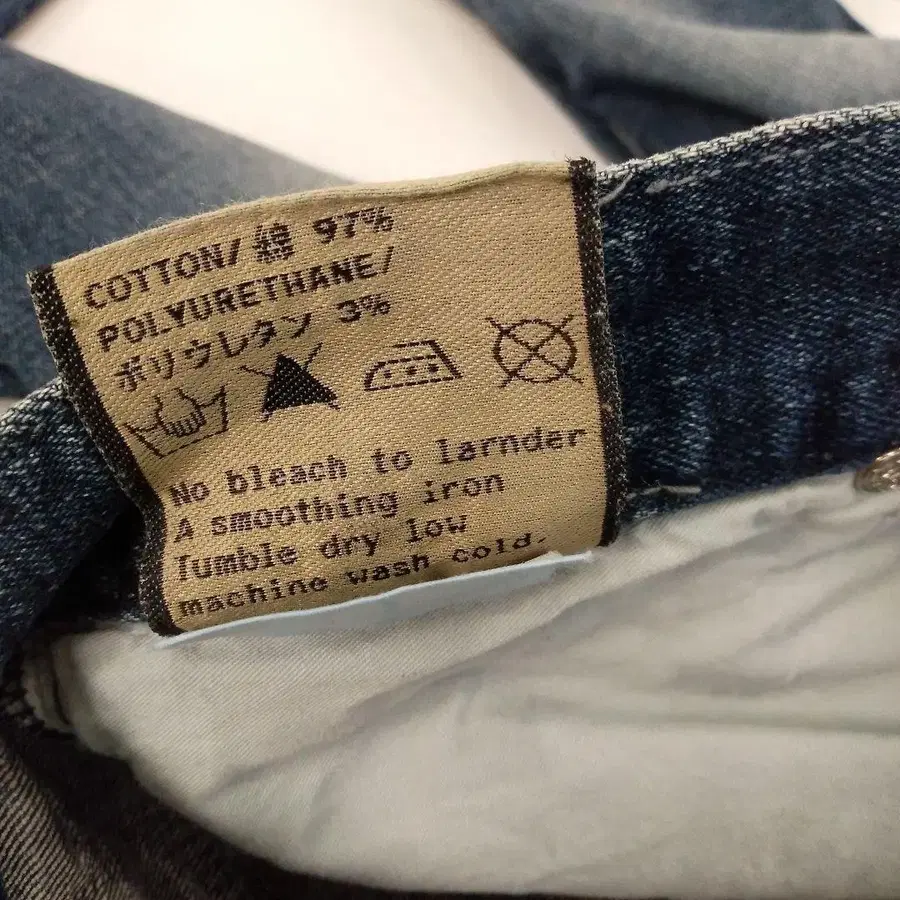 COTTON/綿 97%
POLYURETHANE/
ポリウレタン 3%
No bleach to larnder
A smoothing iron
Tumble dry low
machine wash cold.